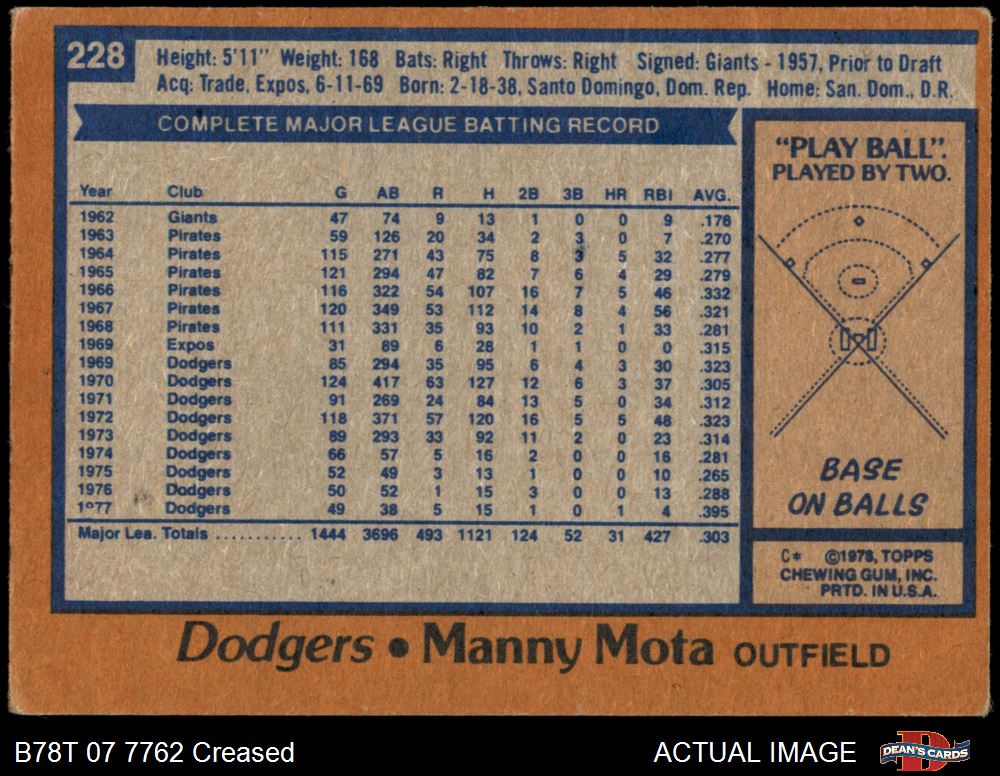 228
Height: 5'11" Weight: 168 Bats: Right Throws: Right Signed: Giants - 1957, Prior to Draft
Acq: Trade, Expos, 6-11-69 Born: 2-18-38, Santo Domingo, Dom. Rep. Home: San. Dom., D.R.
COMPLETE MAJOR LEAGUE BATTING RECORD
Year Club G AB R H 2B 3B HR RBI AVG.
1962 Giants 47 74 9 13 1 0 0 9 .176
1963 Pirates 59 126 20 34 2 3 0 7 .270
1964 Pirates 115 271 43 75 8 3 5 32 .277
1965 Pirates 121 294 47 82 7 6 4 29 .279
1966 Pirates 116 322 54 107 16 7 5 46 .332
1967 Pirates 120 349 53 112 14 8 4 56 .321
1968 Pirates 111 331 35 93 10 2 1 33 .281
1969 Expos 31 89 6 28 1 1 0 0 .315
1969 Dodgers 85 294 35 95 6 4 3 30 .323
1970 Dodgers 124 417 63 127 12 6 3 37 .305
1971 Dodgers 91 269 24 84 13 5 0 34 .312
1972 Dodgers 118 371 57 120 16 5 5 48 .323
1973 Dodgers 89 293 33 92 11 2 0 23 .314
1974 Dodgers 66 57 5 16 2 0 0 16 .281
1975 Dodgers 52 49 3 13 1 0 0 10 .265
1976 Dodgers 50 52 1 15 3 0 0 13 .288
1977 Dodgers 49 38 5 15 1 0 1 4 .395
Major Lea. Totals ........... 1444 3696 493 1121 124 52 31 427 .303
"PLAY BALL".
PLAYED BY TWO.
BASE
ON BALLS
C* ©1978, TOPPS
CHEWING GUM, INC.
PRTD. IN U.S.A.
Dodgers • Manny Mota OUTFIELD
B78T 07 7762 Creased
ACTUAL IMAGE
DEAN'S CARDS